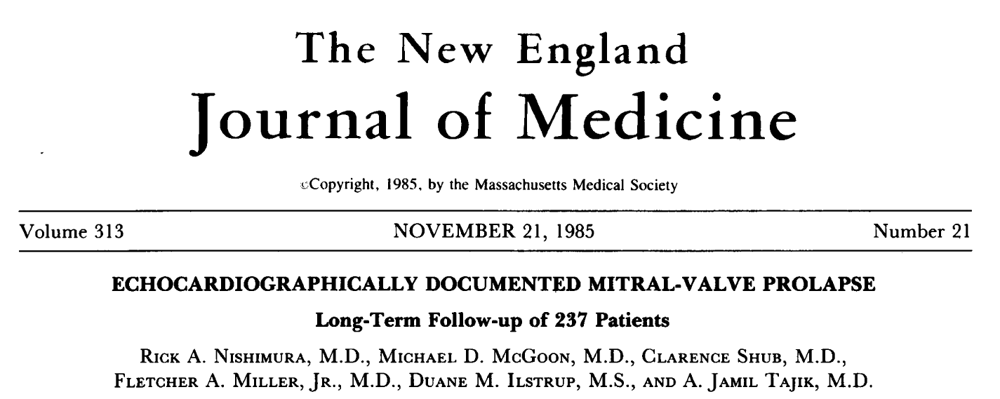 The New England
Journal of Medicine
©Copyright, 1985, by the Massachusetts Medical Society
Volume 313 NOVEMBER 21, 1985 Number 21
ECHOCARDIOGRAPHICALLY DOCUMENTED MITRAL-VALVE PROLAPSE
Long-Term Follow-up of 237 Patients
Rick A. Nishimura, M.D., Michael D. McGoon, M.D., Clarence Shub, M.D.,
Fletcher A. Miller, Jr., M.D., Duane M. Ilstrup, M.S., and A. Jamil Tajik, M.D.